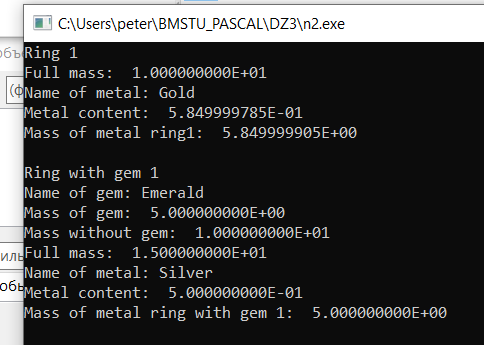 C:\Users\peter\BMSTU_PASCAL\DZ3\n2.exe
Ring 1
Full mass:  1.000000000E+01
Name of metal: Gold
Metal content:  5.849999785E-01
Mass of metal ring1:  5.849999905E+00
Ring with gem 1
Name of gem: Emerald
Mass of gem:  5.000000000E+00
Mass without gem:  1.000000000E+01
Full mass:  1.500000000E+01
Name of metal: Silver
Metal content:  5.000000000E-01
Mass of metal ring with gem 1:  5.000000000E+00